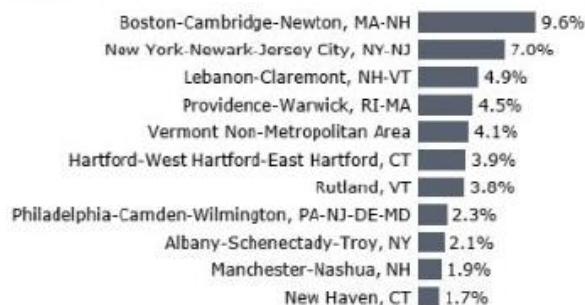 Boston-Cambridge-Newton, MA-NH 9.6%
New York-Newark-Jersey City, NY-NJ 7.0%
Lebanon-Claremont, NH-VT 4.9%
Providence-Warwick, RI-MA 4.5%
Vermont Non-Metropolitan Area 4.1%
Hartford-West Hartford-East Hartford, CT 3.9%
Rutland, VT 3.8%
Philadelphia-Camden-Wilmington, PA-NJ-DE-MD 2.3%
Albany-Schenectady-Troy, NY 2.1%
Manchester-Nashua, NH 1.9%
New Haven, CT 1.7%